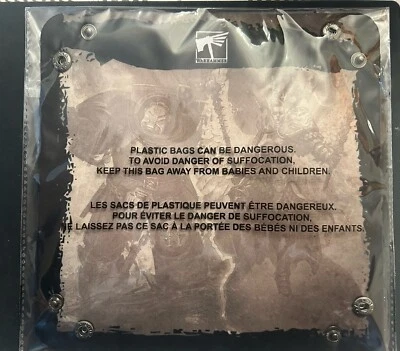 WARHAMMER
PLASTIC BAGS CAN BE DANGEROUS.
TO AVOID DANGER OF SUFFOCATION,
KEEP THIS BAG AWAY FROM BABIES AND CHILDREN.
LES SACS DE PLASTIQUE PEUVENT ÊTRE DANGEREUX.
POUR ÉVITER LE DANGER DE SUFFOCATION,
NE LAISSEZ PAS CE SAC À LA PORTÉE DES BÉBÉS NI DES ENFANTS.